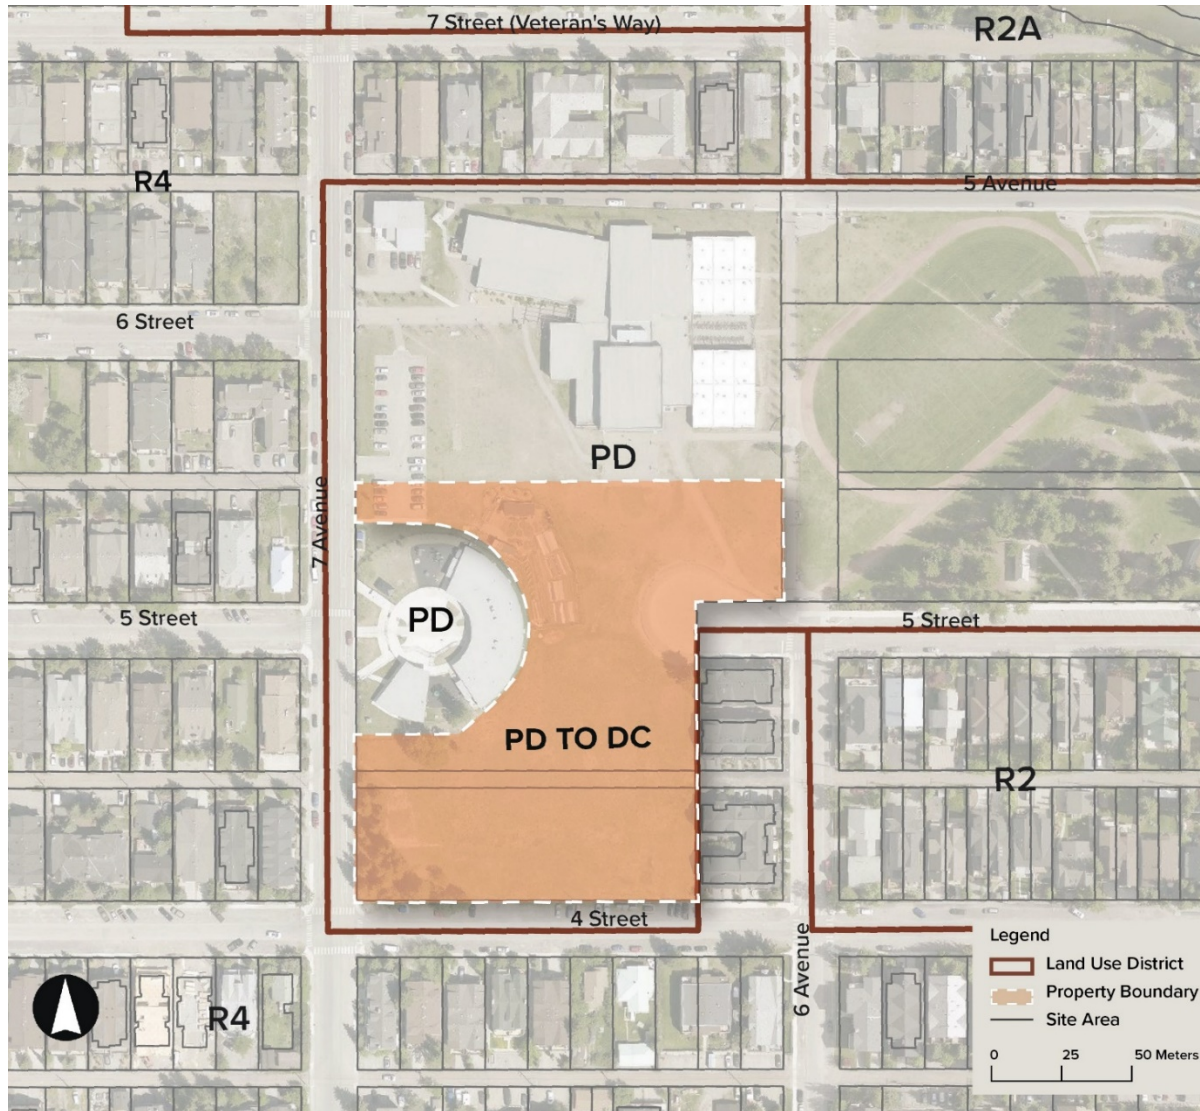 7 Street (Veteran's Way)
R2A
R4
5 Avenue
6 Street
PD
7 Avenue
5 Street
PD
5 Street
PD TO DC
R2
4 Street
6 Avenue
R4
Legend
Land Use District
Property Boundary
Site Area
0 25 50 Meters